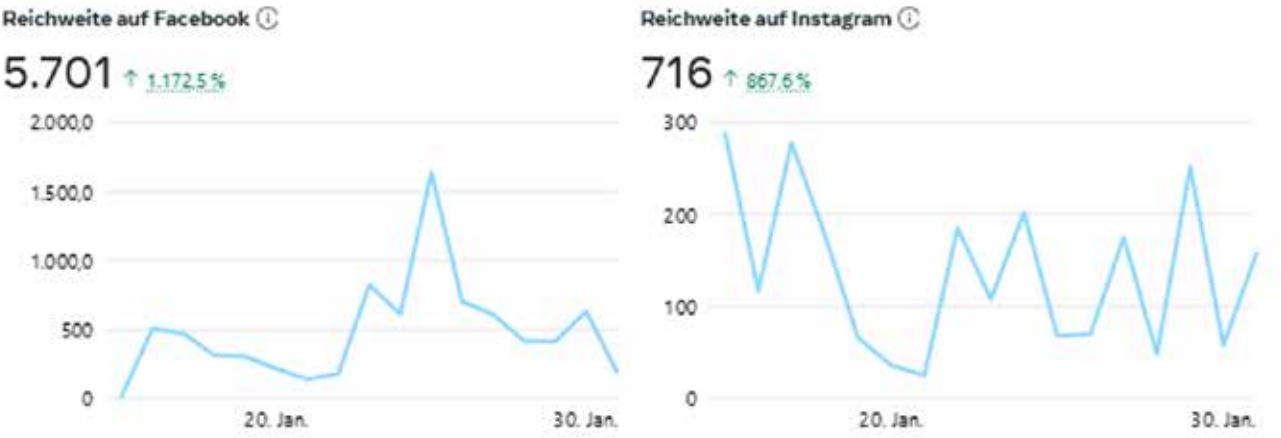 Reichweite auf Facebook
5.701 ↑ 1.172,5 %
2.000,0
1.500,0
1.000,0
500
0
20. Jan.
30. Jan.
Reichweite auf Instagram
716 ↑ 867,6 %
300
200
100
0
20. Jan.
30. Jan.